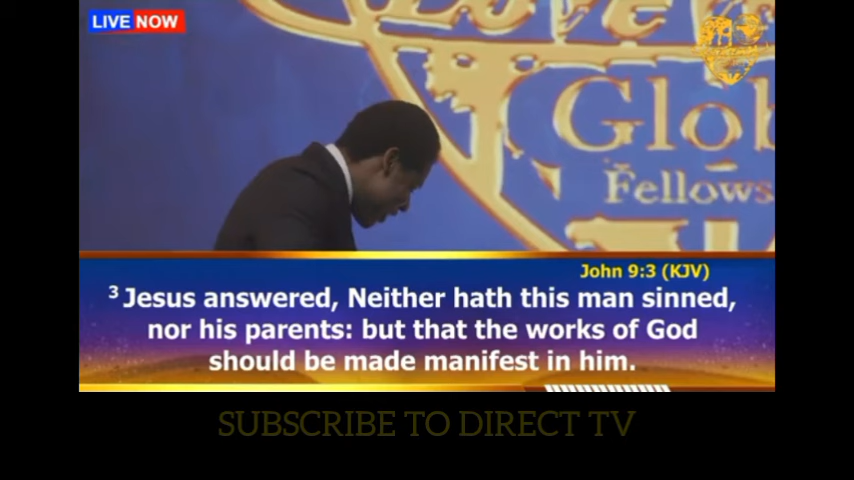 LIVE NOW
Glob
Fellows
John 9:3 (KJV)
3 Jesus answered, Neither hath this man sinned,
nor his parents: but that the works of God
should be made manifest in him.
SUBSCRIBE TO DIRECT TV